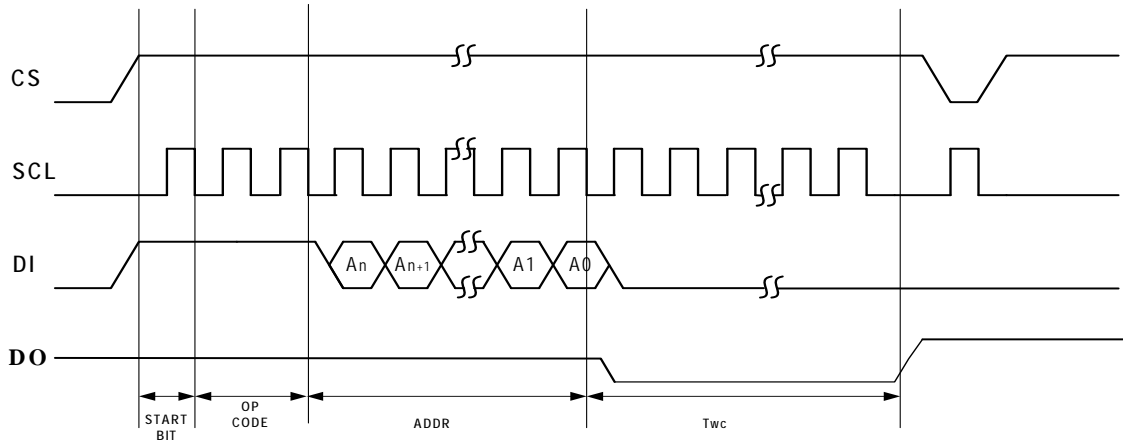 CS
SCL
DI
An An+1 A1 A0
DO
START
BIT
OP
CODE
ADDR
Twc